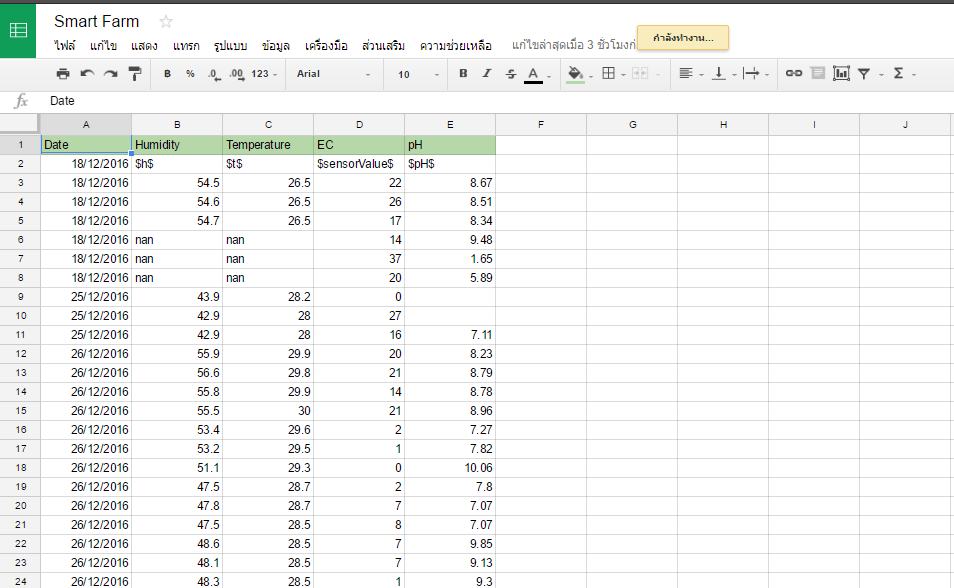 Smart Farm
ไฟล์ แก้ไข แสดง แทรก รูปแบบ ข้อมูล เครื่องมือ ส่วนเสริม ความช่วยเหลือ แก้ไขล่าสุดเมื่อ 3 ชั่วโมงก่ กำลังทำงาน...
B % .0 .00 123 Arial 10 B I S A Σ
fx Date
A B C D E F G H I J
1 Date Humidity Temperature EC pH
2 18/12/2016 $h$ $t$ $sensorValue$ $pH$
3 18/12/2016 54.5 26.5 22 8.67
4 18/12/2016 54.6 26.5 26 8.51
5 18/12/2016 54.7 26.5 17 8.34
6 18/12/2016 nan nan 14 9.48
7 18/12/2016 nan nan 37 1.65
8 18/12/2016 nan nan 20 5.89
9 25/12/2016 43.9 28.2 0
10 25/12/2016 42.9 28 27
11 25/12/2016 42.9 28 16 7.11
12 26/12/2016 55.9 29.9 20 8.23
13 26/12/2016 56.6 29.8 21 8.79
14 26/12/2016 55.8 29.9 14 8.78
15 26/12/2016 55.5 30 21 8.96
16 26/12/2016 53.4 29.6 2 7.27
17 26/12/2016 53.2 29.5 1 7.82
18 26/12/2016 51.1 29.3 0 10.06
19 26/12/2016 47.5 28.7 2 7.8
20 26/12/2016 47.8 28.7 7 7.07
21 26/12/2016 47.5 28.5 8 7.07
22 26/12/2016 48.6 28.5 7 9.85
23 26/12/2016 48.1 28.5 7 9.13
24 26/12/2016 48.3 28.5 1 9.3